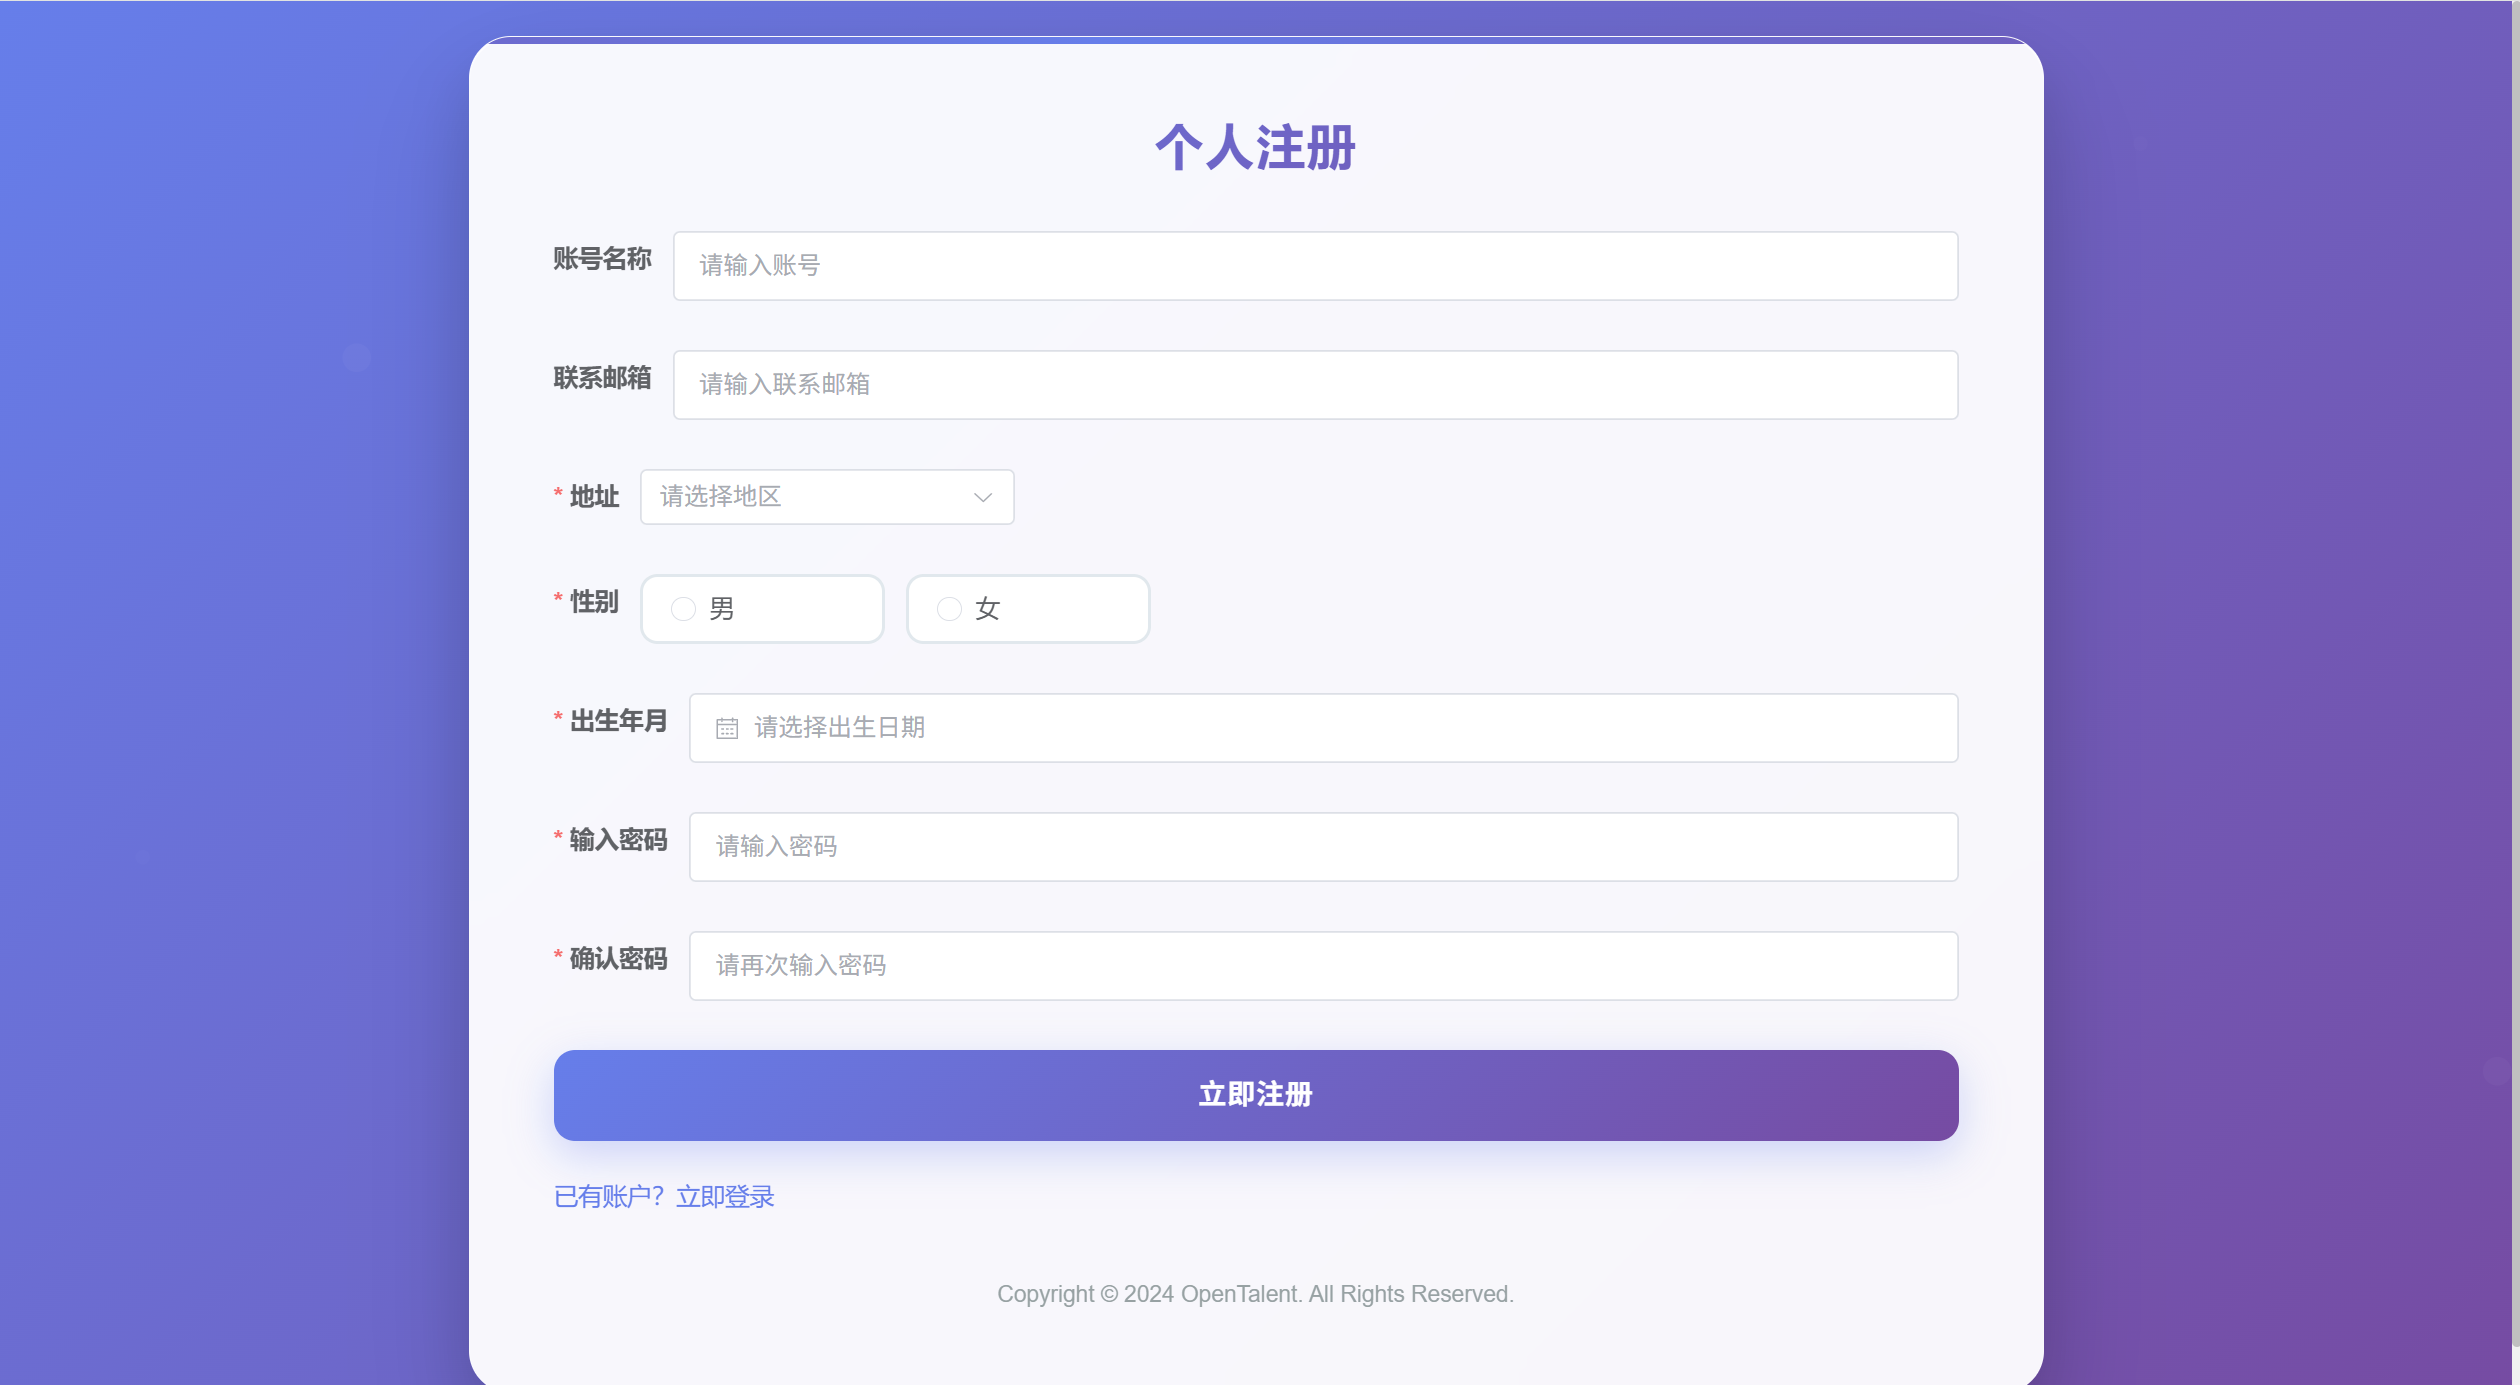 个人注册
账号名称 请输入账号
联系邮箱 请输入联系邮箱
* 地址 请选择地区
* 性别 男 女
* 出生年月 请选择出生日期
* 输入密码 请输入密码
* 确认密码 请再次输入密码
立即注册
已有账户？立即登录
Copyright © 2024 OpenTalent. All Rights Reserved.